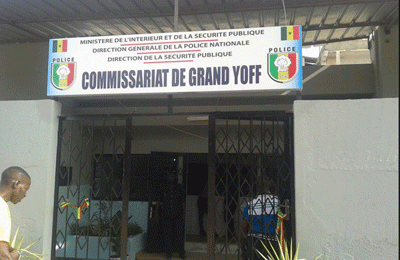 MINISTERE DE L'INTERIEUR ET DE LA SECURITE PUBLIQUE
DIRECTION GENERALE DE LA POLICE NATIONALE
DIRECTION DE LA SECURITE PUBLIQUE
POLICE
POLICE
COMMISSARIAT DE GRAND YOFF